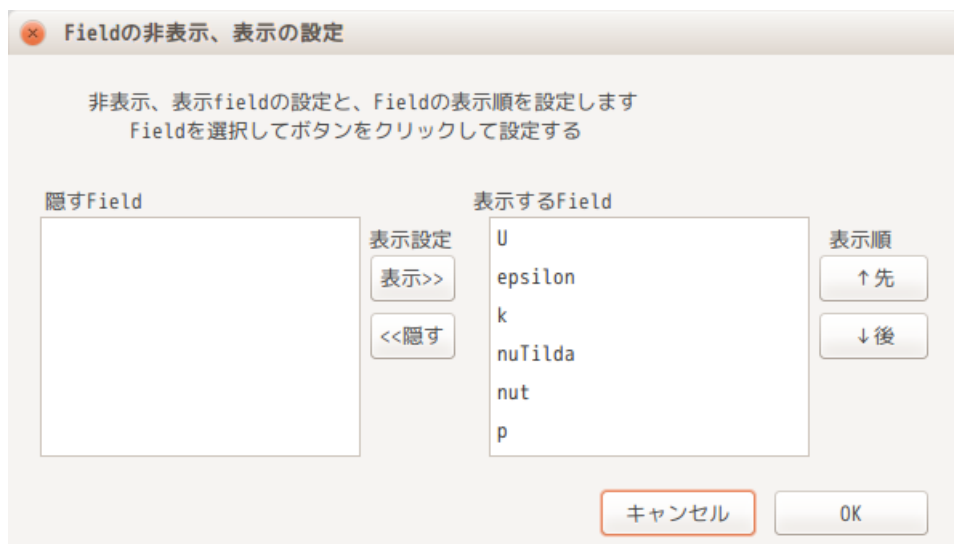 Fieldの非表示、表示の設定
非表示、表示fieldの設定と、Fieldの表示順を設定します
Fieldを選択してボタンをクリックして設定する
隠すField
表示設定
表示>>
<<隠す
表示するField
U
epsilon
k
nuTilda
nut
p
表示順
↑先
↓後
キャンセル
OK